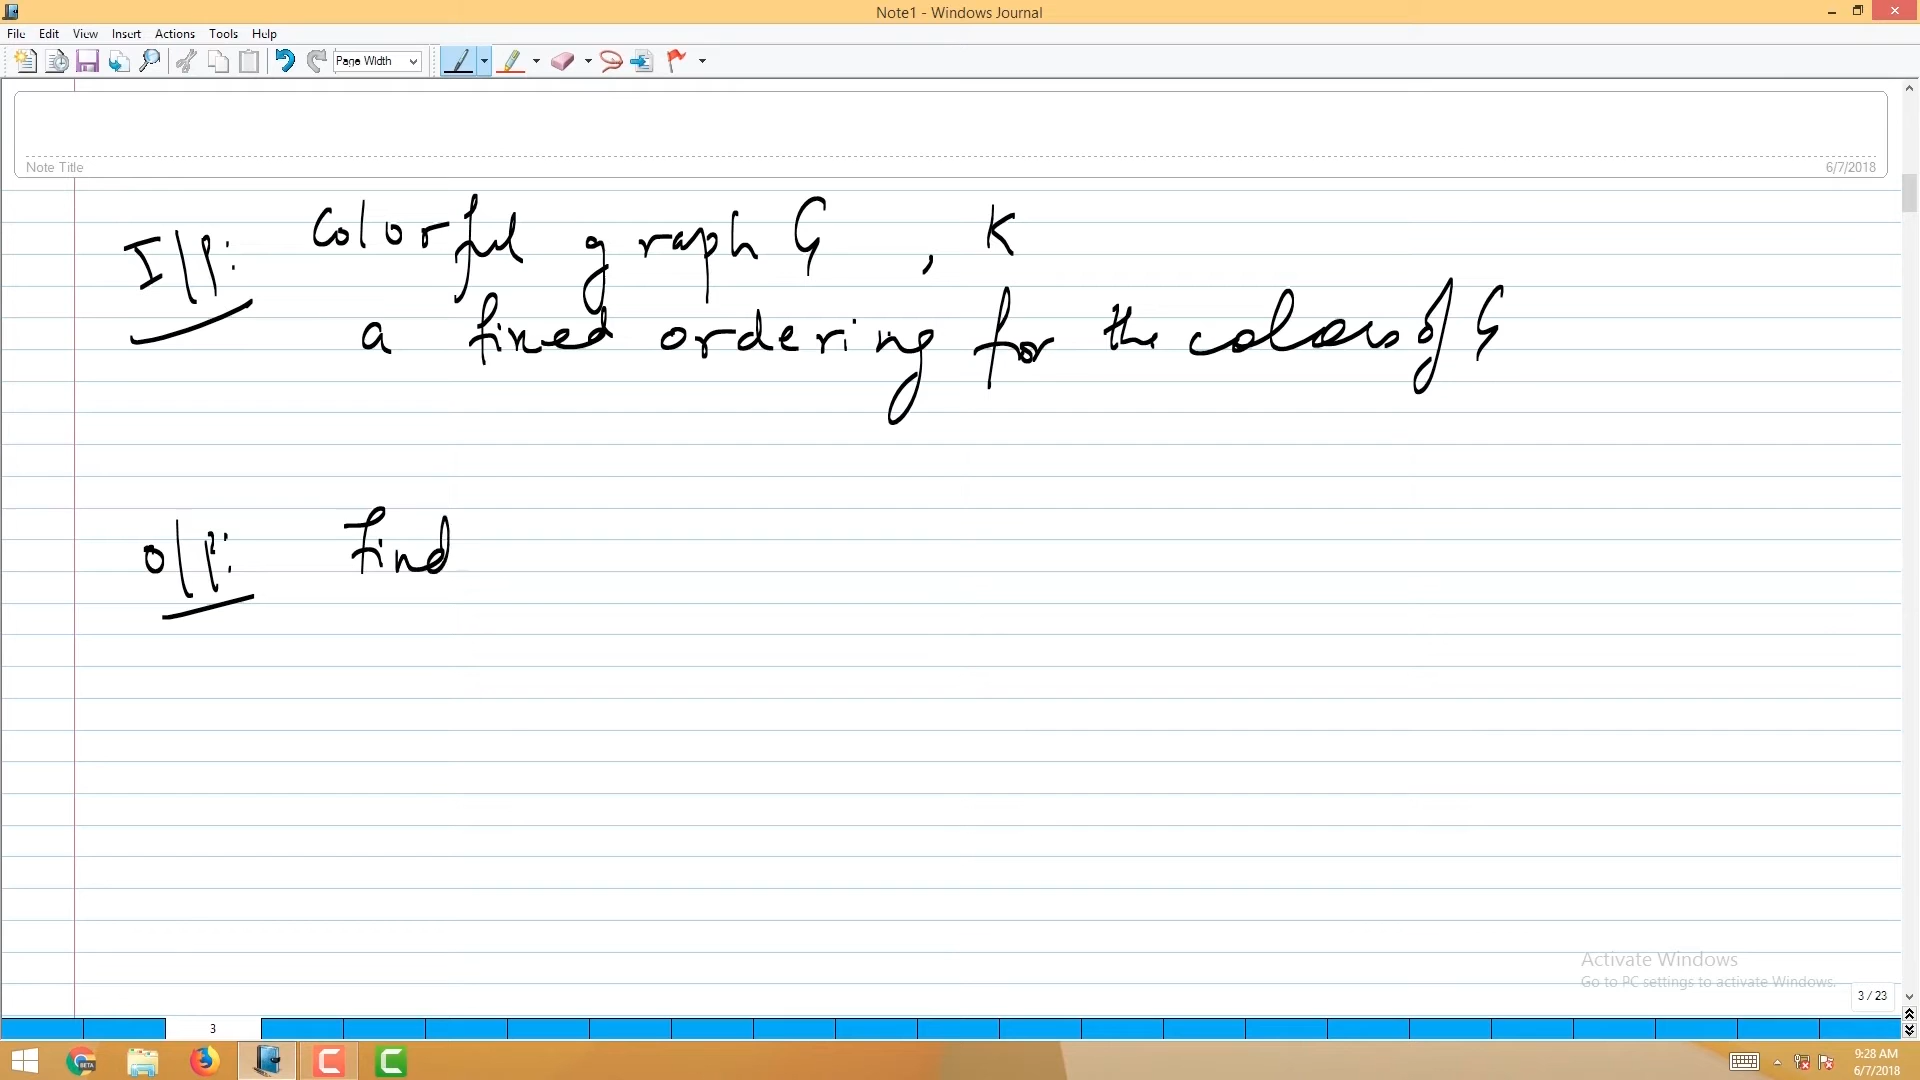 Note1 - Windows Journal
File Edit View Insert Actions Tools Help
Page Width
Note Title
6/7/2018
I/P: Colorful graph G , K
a fixed ordering for the colors of G
O/P: Find
Activate Windows
Go to PC settings to activate Windows.
3 / 23
3
BETA
9:28 AM
6/7/2018